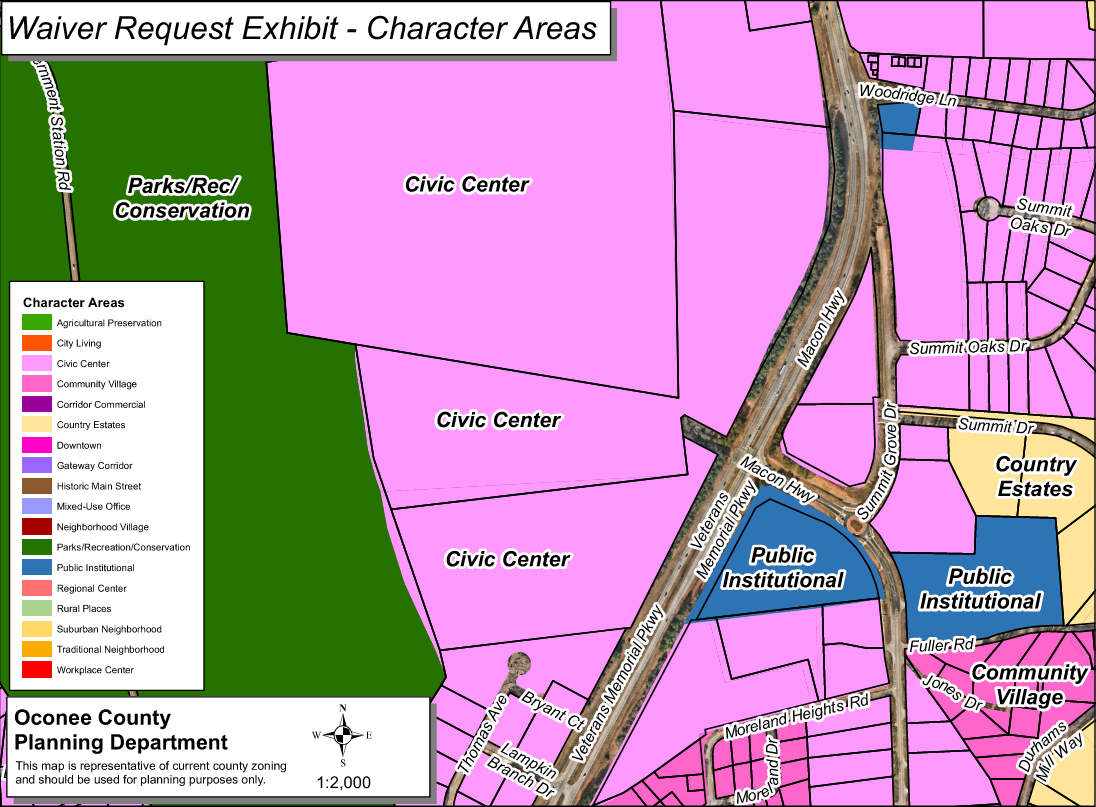 Waiver Request Exhibit - Character Areas
ernment Station Rd
Parks/Rec/
Conservation
Civic Center
Woodridge Ln
Summit
Oaks Dr
Macon Hwy
Summit Oaks Dr
Civic Center
Summit Grove Dr
Summit Dr
Country
Estates
Macon Hwy
Veterans
Memorial Pkwy
Civic Center
Public
Institutional
Public
Institutional
Fuller Rd
Community
Village
Jones Dr
Veterans Memorial Pkwy
Moreland Heights Rd
Moreland Dr
Durhams
Mill Way
Thomas Ave
Bryant Ct
Lampkin
Branch Dr
Character Areas
Agricultural Preservation
City Living
Civic Center
Community Village
Corridor Commercial
Country Estates
Downtown
Gateway Corridor
Historic Main Street
Mixed-Use Office
Neighborhood Village
Parks/Recreation/Conservation
Public Institutional
Regional Center
Rural Places
Suburban Neighborhood
Traditional Neighborhood
Workplace Center
Oconee County
Planning Department
This map is representative of current county zoning
and should be used for planning purposes only.
N
W
E
S
1:2,000